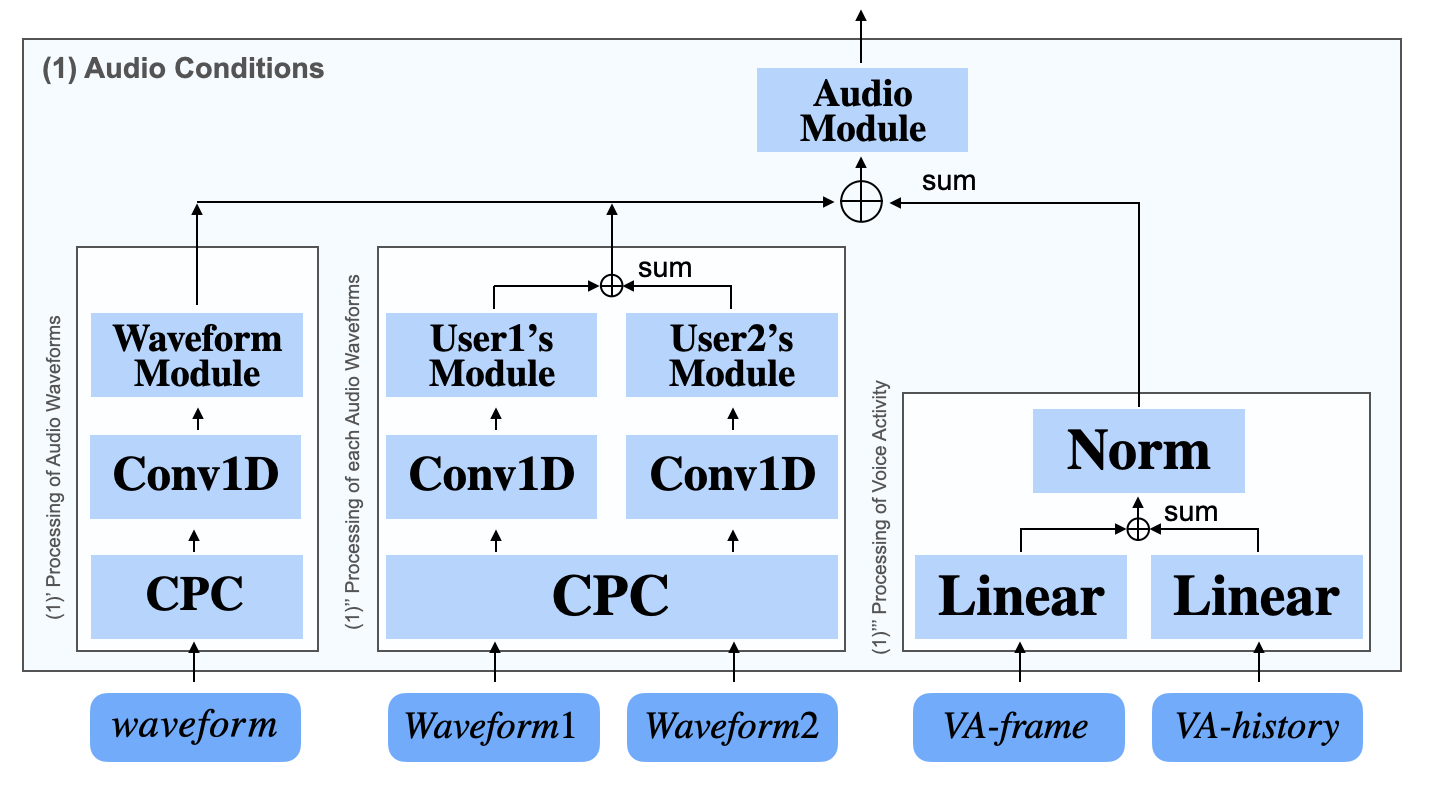 (1) Audio Conditions
Audio
Module
sum
sum
(1)' Processing of Audio Waveforms
Waveform
Module
Conv1D
CPC
(1)'' Processing of each Audio Waveforms
User1's
Module
User2's
Module
Conv1D
Conv1D
CPC
(1)''' Processing of Voice Activity
Norm
sum
Linear
Linear
waveform
Waveform1
Waveform2
VA-frame
VA-history